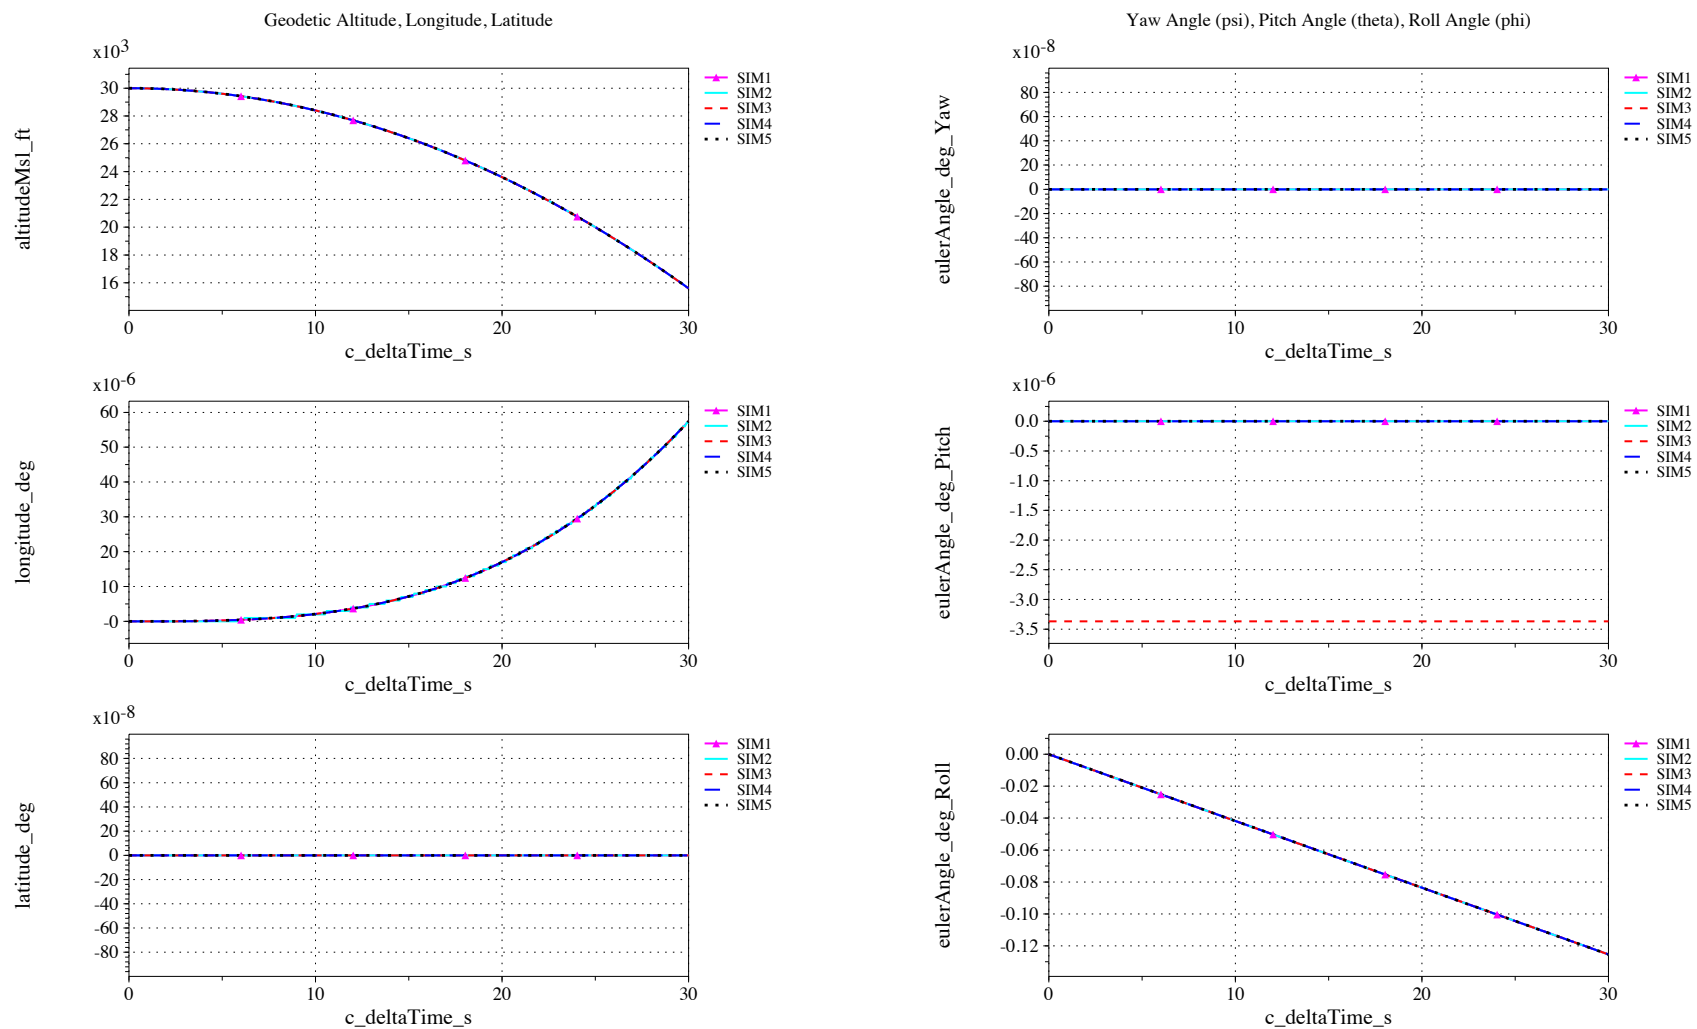 Geodetic Altitude, Longitude, Latitude
x10^3
altitudeMsl_ft
30
28
26
24
22
20
18
16
0 10 20 30
c_deltaTime_s
SIM1
SIM2
SIM3
SIM4
SIM5
x10^-6
longitude_deg
60
50
40
30
20
10
-0
0 10 20 30
c_deltaTime_s
SIM1
SIM2
SIM3
SIM4
SIM5
x10^-8
latitude_deg
80
60
40
20
0
-20
-40
-60
-80
0 10 20 30
c_deltaTime_s
SIM1
SIM2
SIM3
SIM4
SIM5
Yaw Angle (psi), Pitch Angle (theta), Roll Angle (phi)
x10^-8
eulerAngle_deg_Yaw
80
60
40
20
0
-20
-40
-60
-80
0 10 20 30
c_deltaTime_s
SIM1
SIM2
SIM3
SIM4
SIM5
x10^-6
eulerAngle_deg_Pitch
0.0
-0.5
-1.0
-1.5
-2.0
-2.5
-3.0
-3.5
0 10 20 30
c_deltaTime_s
SIM1
SIM2
SIM3
SIM4
SIM5
eulerAngle_deg_Roll
0.00
-0.02
-0.04
-0.06
-0.08
-0.10
-0.12
0 10 20 30
c_deltaTime_s
SIM1
SIM2
SIM3
SIM4
SIM5